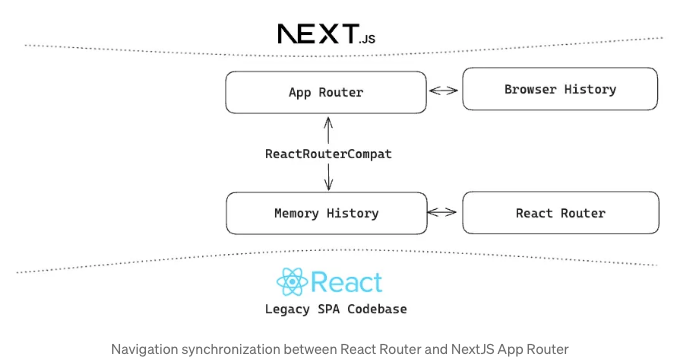 NEXT.JS
App Router
Browser History
ReactRouterCompat
Memory History
React Router
React
Legacy SPA Codebase
Navigation synchronization between React Router and NextJS App Router